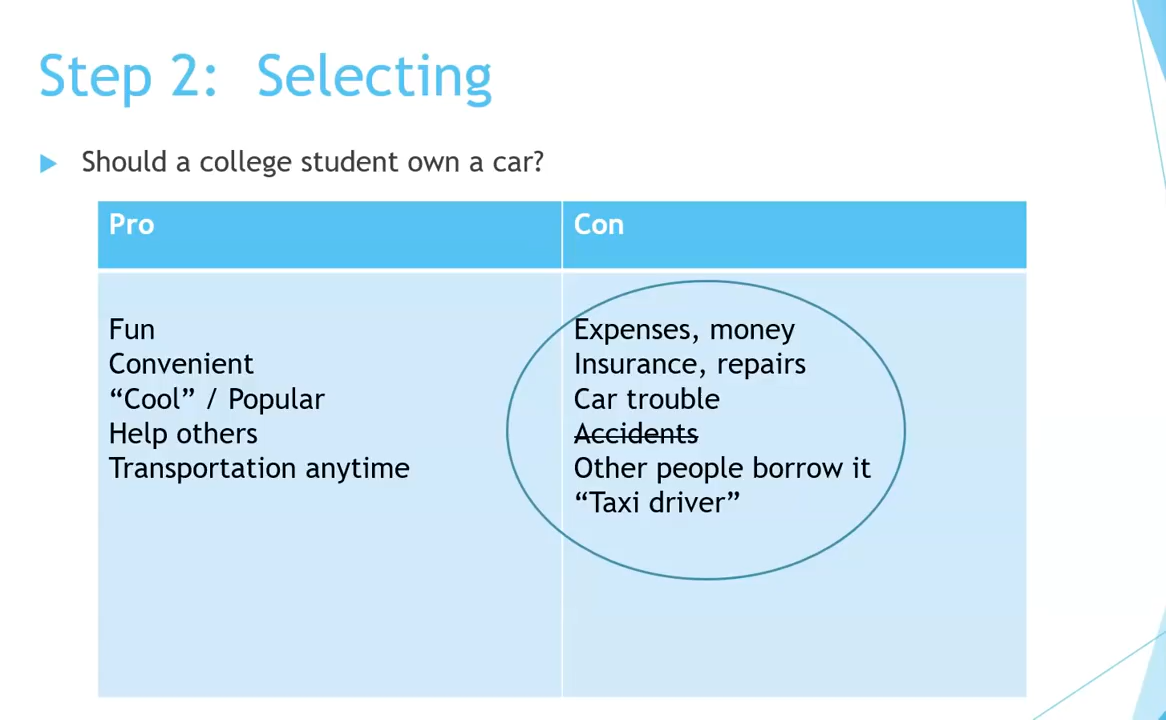 Step 2: Selecting
Should a college student own a car?
Pro
Con
Fun
Convenient
“Cool” / Popular
Help others
Transportation anytime
Expenses, money
Insurance, repairs
Car trouble
Accidents
Other people borrow it
“Taxi driver”